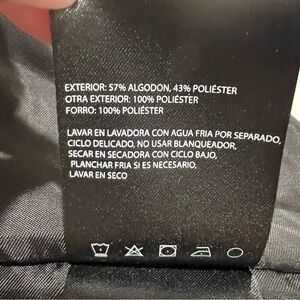 EXTERIOR: 57% ALGODON, 43% POLIÉSTER
OTRA EXTERIOR: 100% POLIÉSTER
FORRO: 100% POLIÉSTER
LAVAR EN LAVADORA CON AGUA FRIA POR SEPARADO,
CICLO DELICADO, NO USAR BLANQUEADOR,
SECAR EN SECADORA CON CICLO BAJO,
PLANCHAR FRIA SI ES NECESARIO,
LAVAR EN SECO